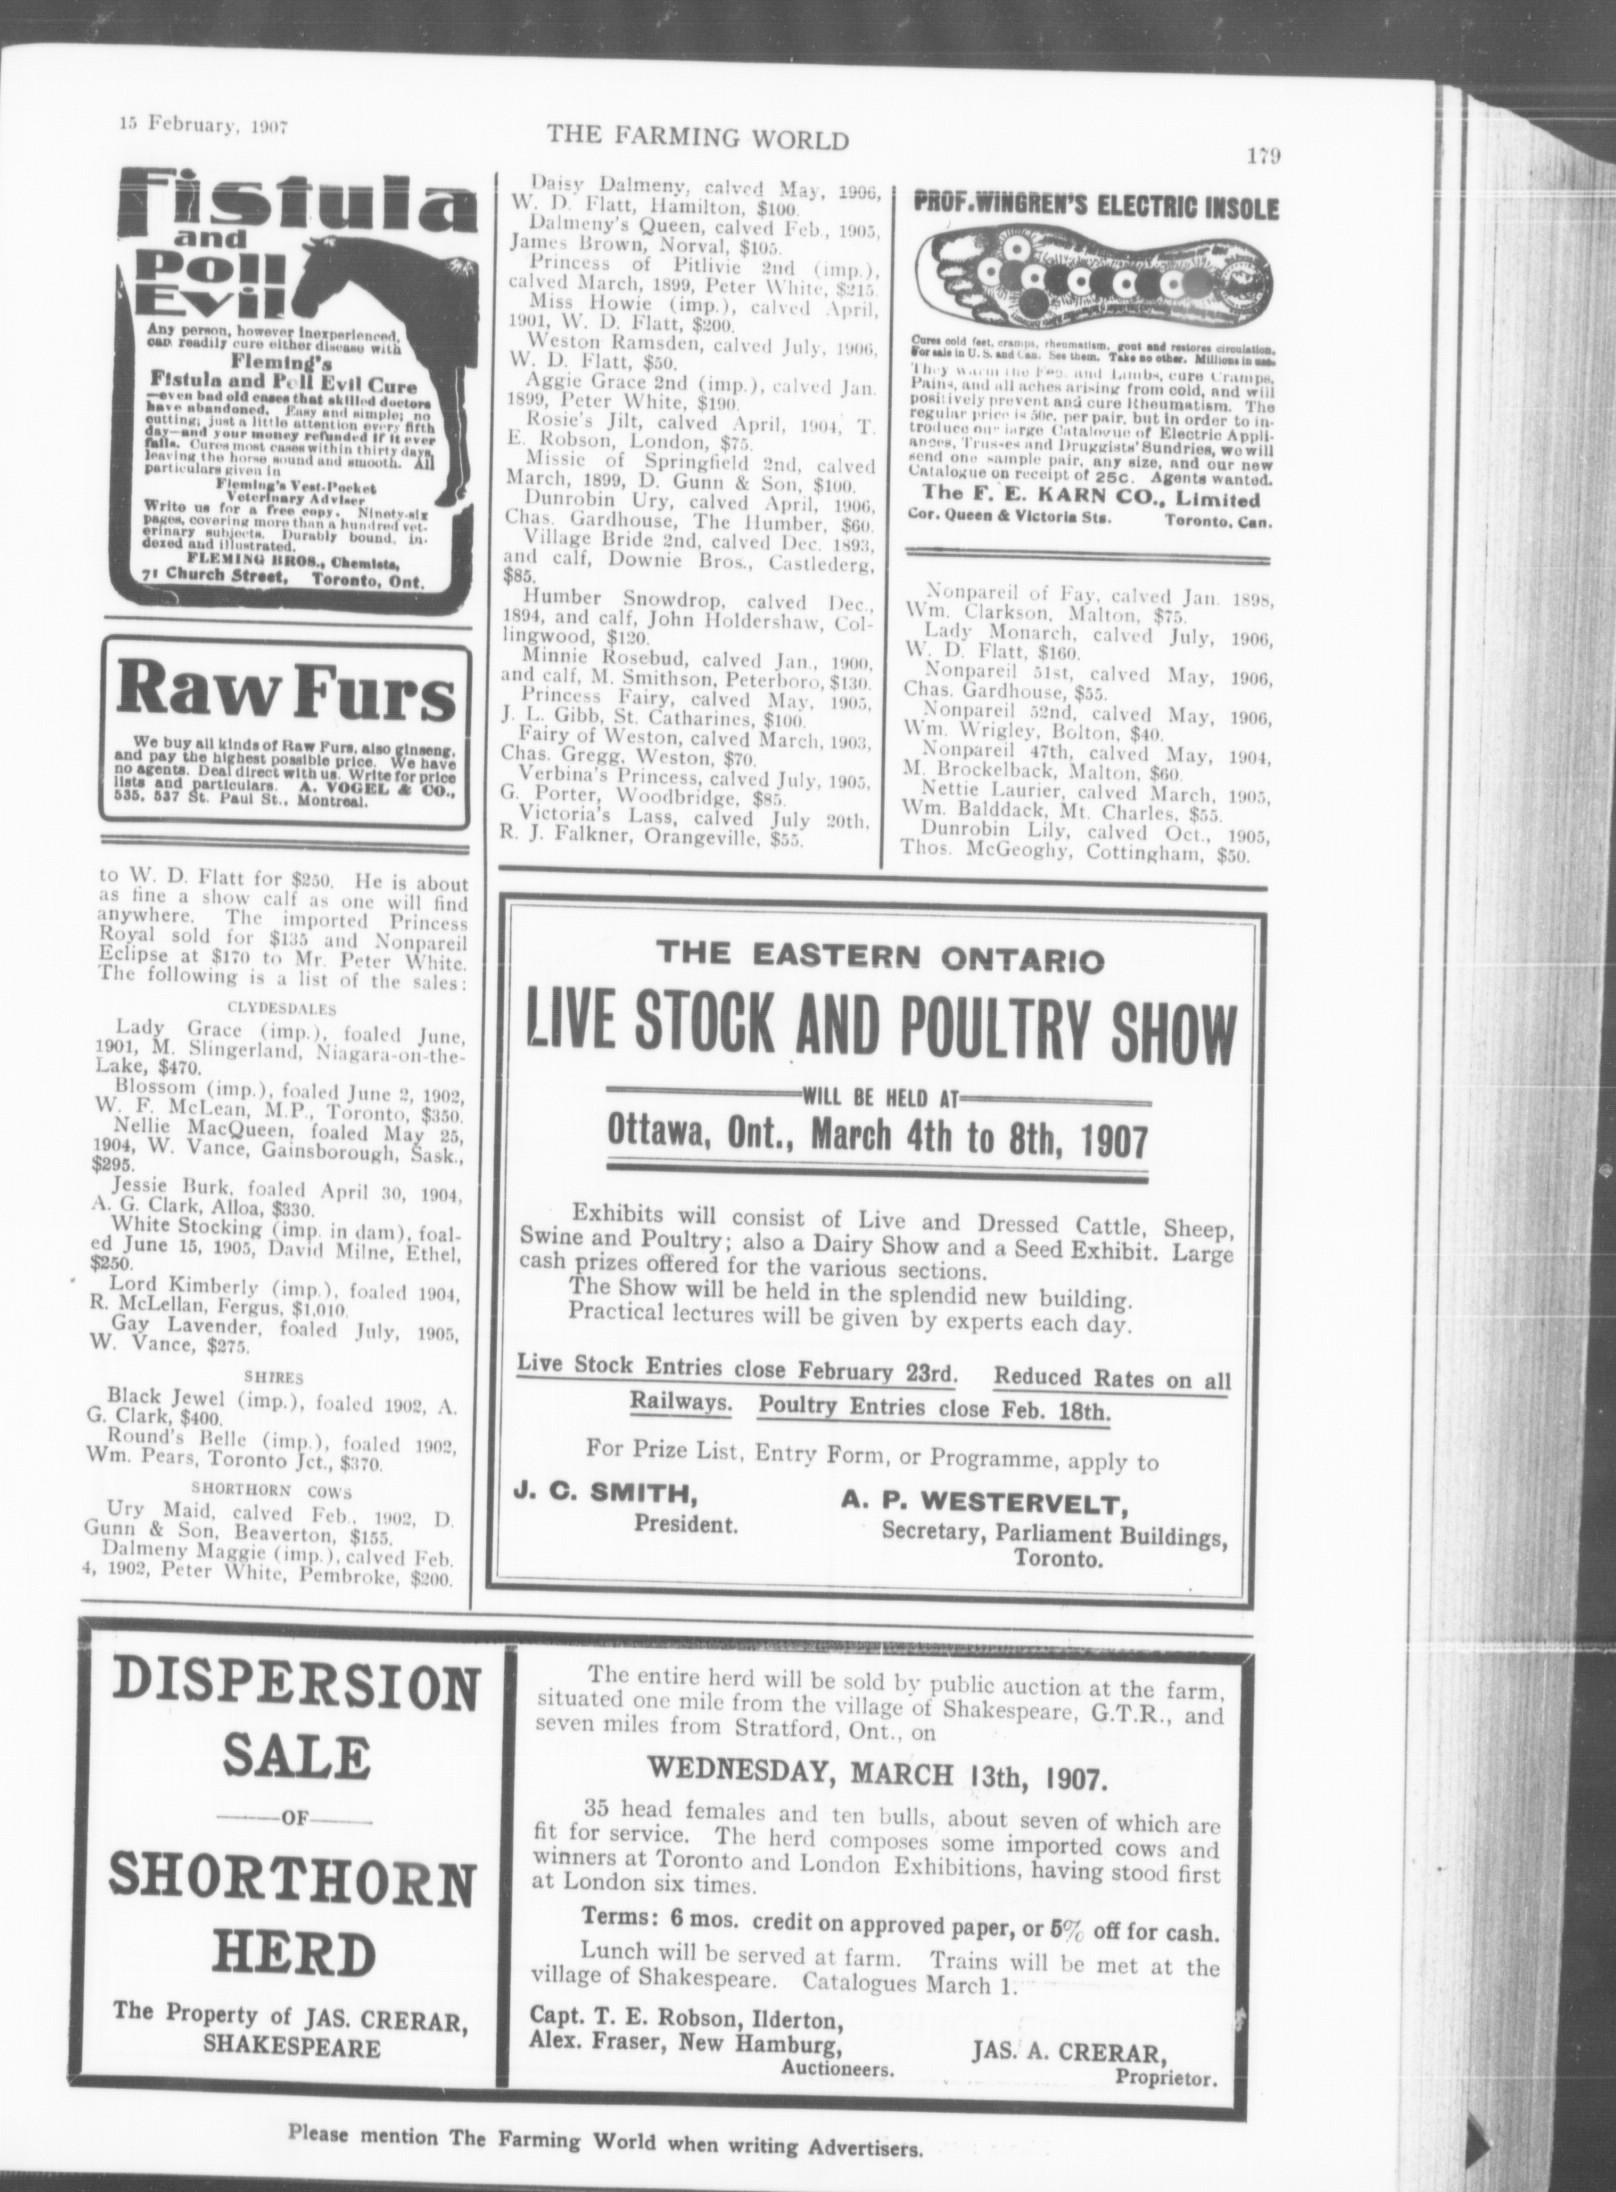 15 February, 1907
THE FARMING WORLD
179
Fistula
and
Poll
Evil
Any person, however inexperienced,
can readily cure either disease with
Fleming's
Fistula and Poll Evil Cure
—even bad old cases that skilled doctors
have abandoned. Easy and simple; no
cutting; just a little attention every fifth
day—and your money refunded if it ever
fails. Cures most cases within thirty days,
leaving the horse sound and smooth. All
particulars given in
Fleming's Vest-Pocket
Veterinary Adviser
Write us for a free copy. Ninety-six
pages, covering more than a hundred vet-
erinary subjects. Durably bound, in-
dexed and illustrated.
FLEMING BROS., Chemists,
71 Church Street, Toronto, Ont.
Raw Furs
We buy all kinds of Raw Furs, also ginseng,
and pay the highest possible price. We have
no agents. Deal direct with us. Write for price
lists and particulars. A. VOGEL & CO.,
535, 537 St. Paul St., Montreal.
to W. D. Flatt for $250. He is about
as fine a show calf as one will find
anywhere. The imported Princess
Royal sold for $135 and Nonpareil
Eclipse at $170 to Mr. Peter White.
The following is a list of the sales:
CLYDESDALES
Lady Grace (imp.), foaled June,
1901, M. Slingerland, Niagara-on-the-
Lake, $470.
Blossom (imp.), foaled June 2, 1902,
W. F. McLean, M.P., Toronto, $350.
Nellie MacQueen, foaled May 25,
1904, W. Vance, Gainsborough, Sask.,
$295.
Jessie Burk, foaled April 30, 1904,
A. G. Clark, Alloa, $330.
White Stocking (imp. in dam), foal-
ed June 15, 1905, David Milne, Ethel,
$250.
Lord Kimberly (imp.), foaled 1904,
R. McLellan, Fergus, $1,010.
Gay Lavender, foaled July, 1905,
W. Vance, $275.
SHIRES
Black Jewel (imp.), foaled 1902, A.
G. Clark, $400.
Round's Belle (imp.), foaled 1902,
Wm. Pears, Toronto Jct., $370.
SHORTHORN COWS
Ury Maid, calved Feb., 1902, D.
Gunn & Son, Beaverton, $155.
Dalmeny Maggie (imp.), calved Feb.
4, 1902, Peter White, Pembroke, $200.
Daisy Dalmeny, calved May, 1906,
W. D. Flatt, Hamilton, $100.
Dalmeny's Queen, calved Feb., 1905,
James Brown, Norval, $105.
Princess of Pitlivie 2nd (imp.),
calved March, 1899, Peter White, $215.
Miss Howie (imp.), calved April,
1901, W. D. Flatt, $200.
Weston Ramsden, calved July, 1906,
W. D. Flatt, $50.
Aggie Grace 2nd (imp.), calved Jan.
1899, Peter White, $190.
Rosie's Jilt, calved April, 1904, T.
E. Robson, London, $75.
Missie of Springfield 2nd, calved
March, 1899, D. Gunn & Son, $100.
Dunrobin Ury, calved April, 1906,
Chas. Gardhouse, The Humber, $60.
Village Bride 2nd, calved Dec. 1893,
and calf, Downie Bros., Castlederg,
$85.
Humber Snowdrop, calved Dec.,
1894, and calf, John Holdershaw, Col-
lingwood, $120.
Minnie Rosebud, calved Jan., 1900,
and calf, M. Smithson, Peterboro, $130.
Princess Fairy, calved May, 1905,
J. L. Gibb, St. Catharines, $100.
Fairy of Weston, calved March, 1903,
Chas. Gregg, Weston, $70.
Verbina's Princess, calved July, 1905,
G. Porter, Woodbridge, $85.
Victoria's Lass, calved July 20th,
R. J. Falkner, Orangeville, $55.
PROF. WINGREN'S ELECTRIC INSOLE
Cures cold feet, cramps, rheumatism, gout and restores circulation.
For sale in U. S. and Can. See them. Take no other. Millions in use.
They warm the Feet and Limbs, cure Cramps,
Pains, and all aches arising from cold, and will
positively prevent and cure Rheumatism. The
regular price is 50c. per pair, but in order to in-
troduce our large Catalogue of Electric Appli-
ances, Trusses and Druggists' Sundries, we will
send one sample pair, any size, and our new
Catalogue on receipt of 25c. Agents wanted.
The F. E. KARN CO., Limited
Cor. Queen & Victoria Sts. Toronto, Can.
Nonpareil of Fay, calved Jan. 1898,
Wm. Clarkson, Malton, $75.
Lady Monarch, calved July, 1906,
W. D. Flatt, $160.
Nonpareil 51st, calved May, 1906,
Chas. Gardhouse, $55.
Nonpareil 52nd, calved May, 1906,
Wm. Wrigley, Bolton, $40.
Nonpareil 47th, calved May, 1904,
M. Brockelback, Malton, $60.
Nettie Laurier, calved March, 1905,
Wm. Balddack, Mt. Charles, $55.
Dunrobin Lily, calved Oct., 1905,
Thos. McGeoghy, Cottingham, $50.
THE EASTERN ONTARIO
LIVE STOCK AND POULTRY SHOW
WILL BE HELD AT
Ottawa, Ont., March 4th to 8th, 1907
Exhibits will consist of Live and Dressed Cattle, Sheep,
Swine and Poultry; also a Dairy Show and a Seed Exhibit. Large
cash prizes offered for the various sections.
The Show will be held in the splendid new building.
Practical lectures will be given by experts each day.
Live Stock Entries close February 23rd. Reduced Rates on all
Railways. Poultry Entries close Feb. 18th.
For Prize List, Entry Form, or Programme, apply to
J. C. SMITH, A. P. WESTERVELT,
President. Secretary, Parliament Buildings,
Toronto.
DISPERSION
SALE
OF
SHORTHORN
HERD
The Property of JAS. CRERAR,
SHAKESPEARE
The entire herd will be sold by public auction at the farm,
situated one mile from the village of Shakespeare, G.T.R., and
seven miles from Stratford, Ont., on
WEDNESDAY, MARCH 13th, 1907.
35 head females and ten bulls, about seven of which are
fit for service. The herd composes some imported cows and
winners at Toronto and London Exhibitions, having stood first
at London six times.
Terms: 6 mos. credit on approved paper, or 5% off for cash.
Lunch will be served at farm. Trains will be met at the
village of Shakespeare. Catalogues March 1.
Capt. T. E. Robson, Ilderton,
Alex. Fraser, New Hamburg,
Auctioneers.
JAS. A. CRERAR,
Proprietor.
Please mention The Farming World when writing Advertisers.